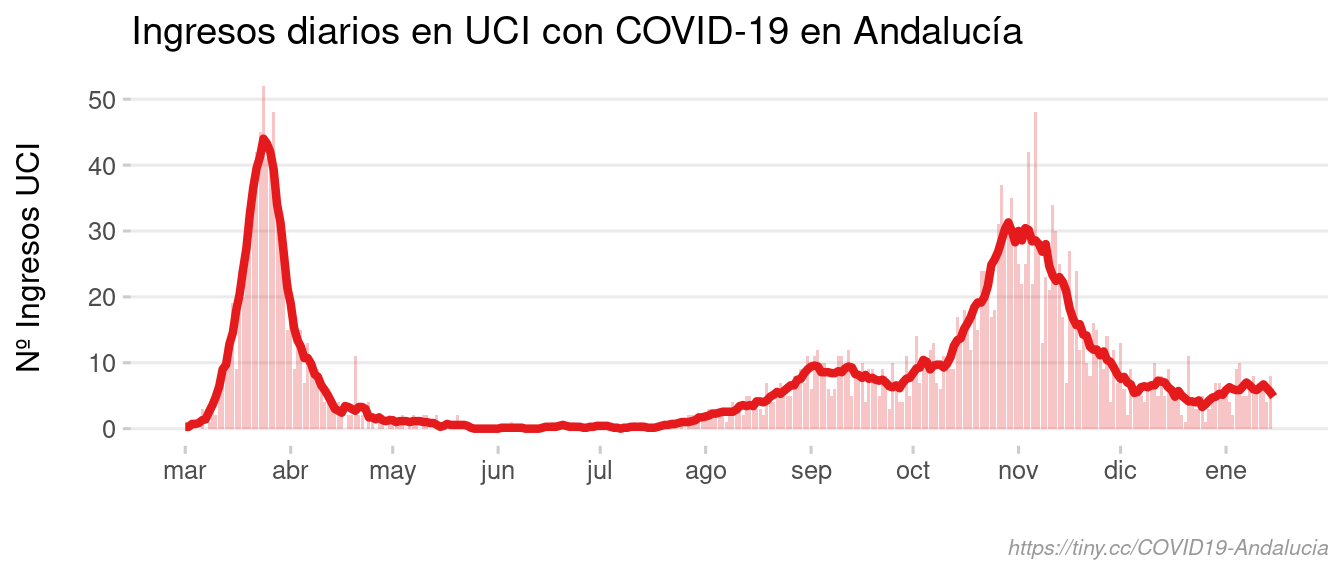 Ingresos diarios en UCI con COVID-19 en Andalucía
Nº Ingresos UCI
50
40
30
20
10
0
mar abr may jun jul ago sep oct nov dic ene
https://tiny.cc/COVID19-Andalucia